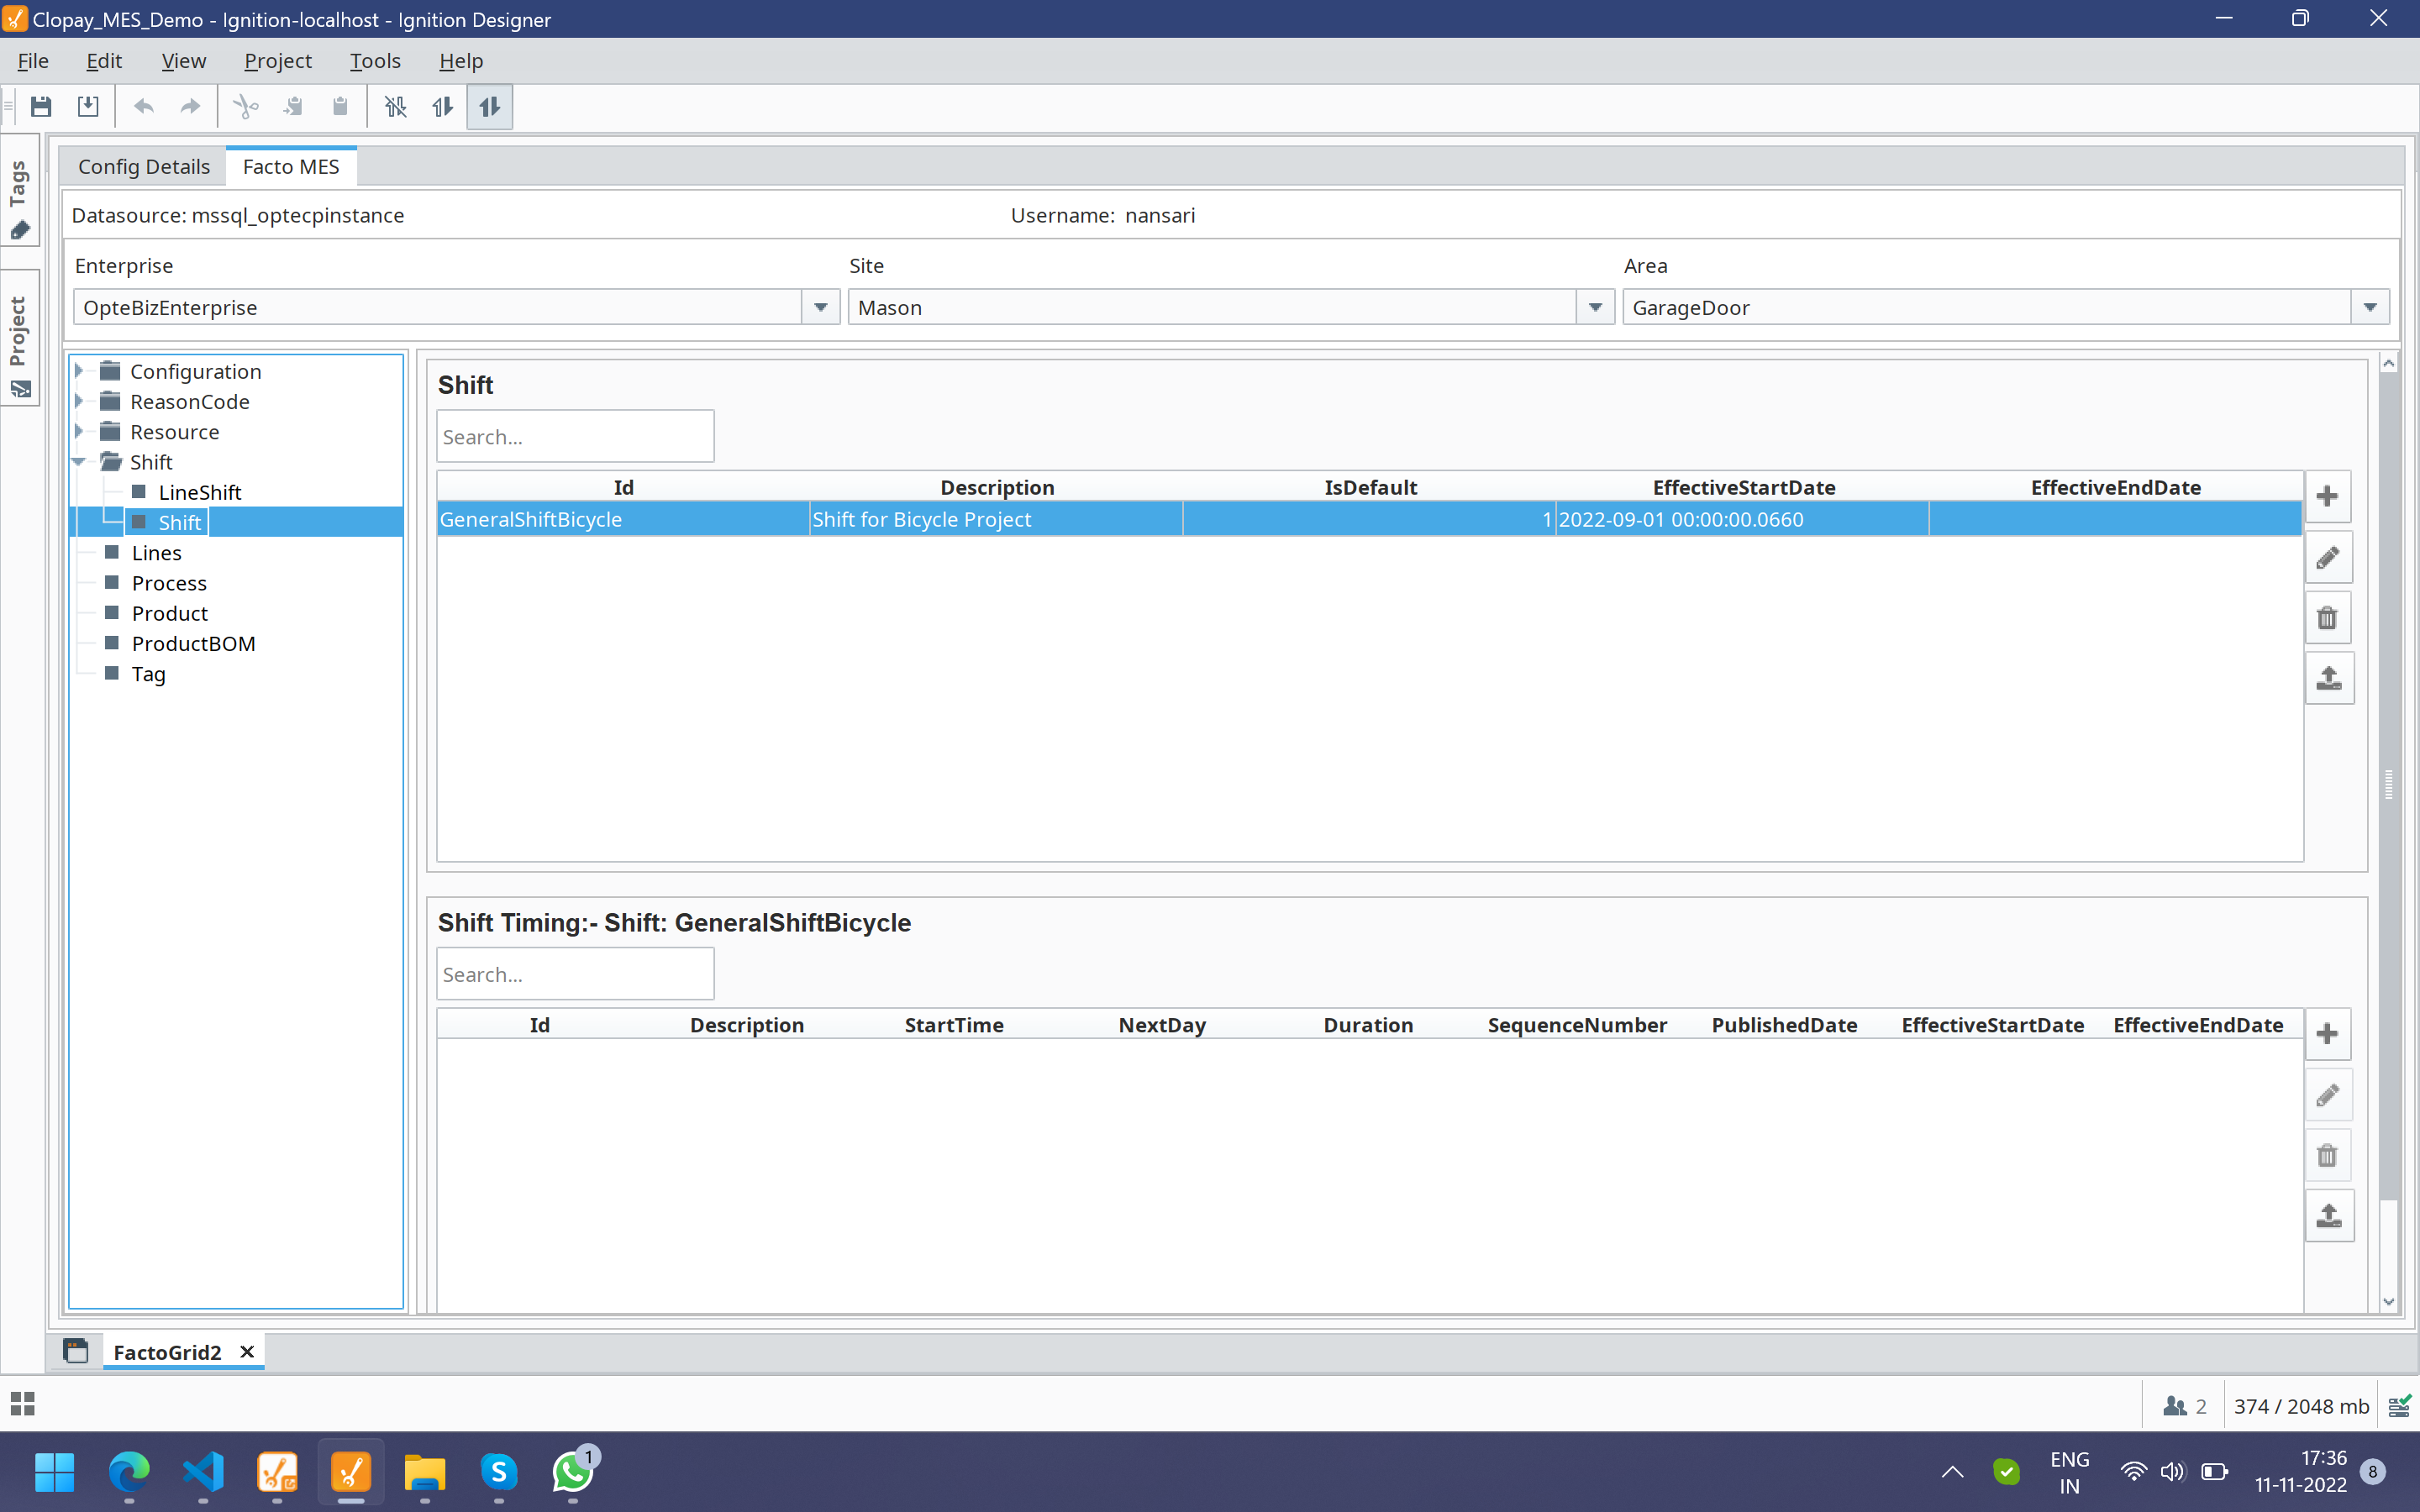 Clopay_MES_Demo - Ignition-localhost - Ignition Designer
File Edit View Project Tools Help
Tags
Project
Config Details Facto MES
Datasource: mssql_optecpinstance Username: nansari
Enterprise Site Area
OpteBizEnterprise Mason GarageDoor
Configuration
ReasonCode
Resource
Shift
LineShift
Shift
Lines
Process
Product
ProductBOM
Tag
Shift
Search...
Id Description IsDefault EffectiveStartDate EffectiveEndDate
GeneralShiftBicycle Shift for Bicycle Project 1 2022-09-01 00:00:00.0660
Shift Timing:- Shift: GeneralShiftBicycle
Search...
Id Description StartTime NextDay Duration SequenceNumber PublishedDate EffectiveStartDate EffectiveEndDate
FactoGrid2
2 374 / 2048 mb
S 1 ENG 17:36 8
IN 11-11-2022